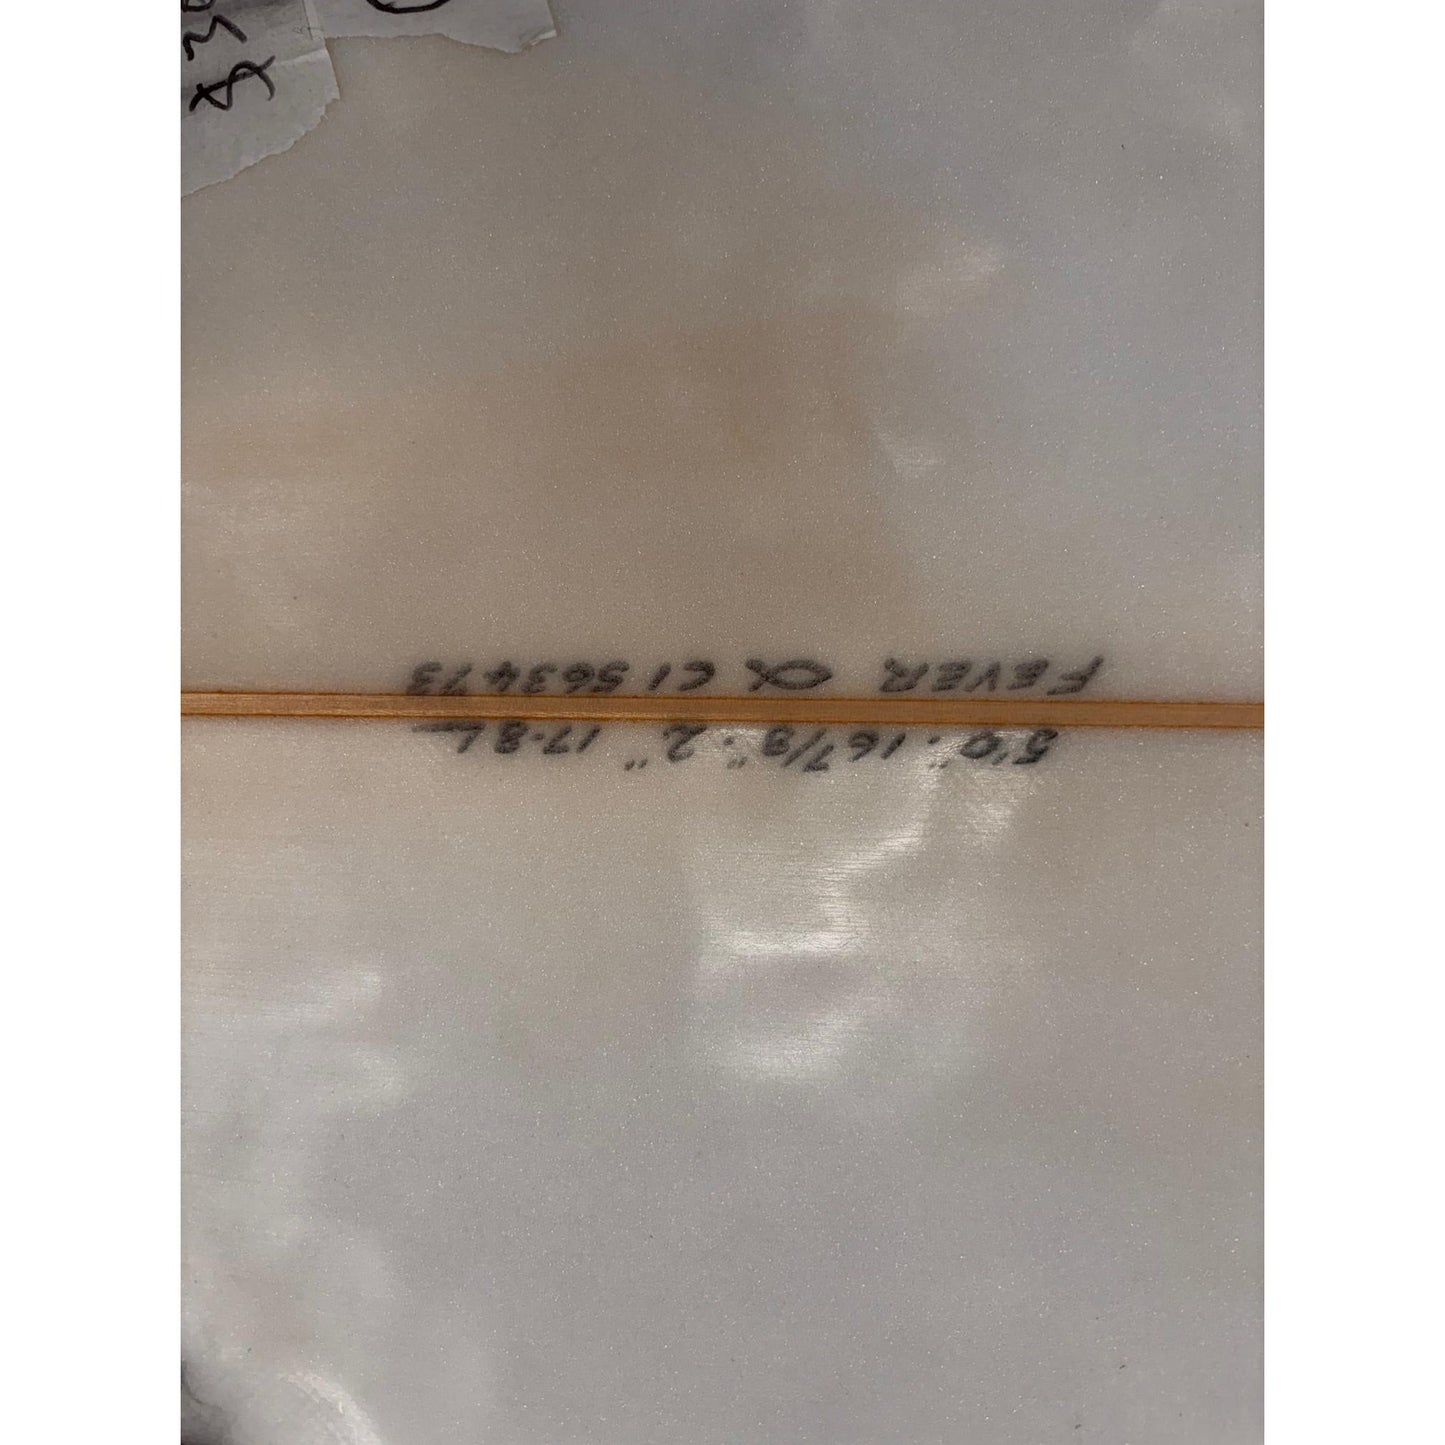 5'0" · 16 7/8" · 2" 17.8L
FEVER CI 563473